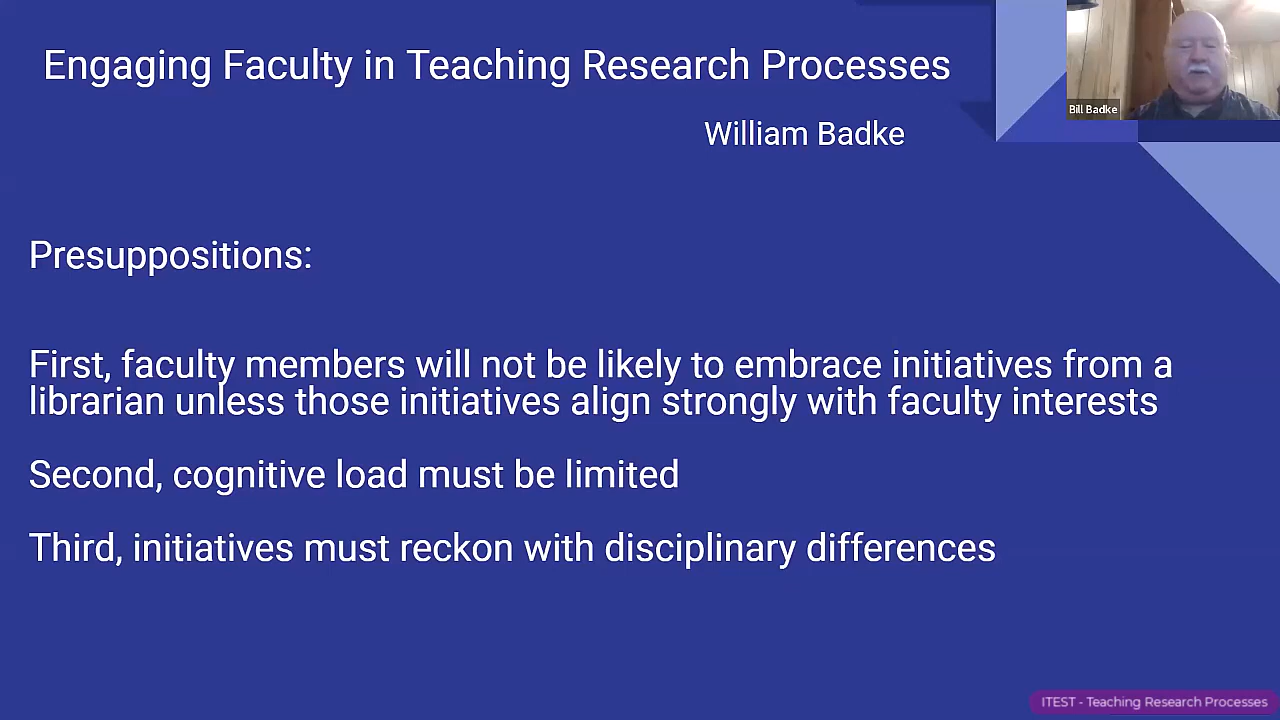 Engaging Faculty in Teaching Research Processes
Bill Badke
William Badke
Presuppositions:
First, faculty members will not be likely to embrace initiatives from a
librarian unless those initiatives align strongly with faculty interests
Second, cognitive load must be limited
Third, initiatives must reckon with disciplinary differences
ITEST - Teaching Research Processes